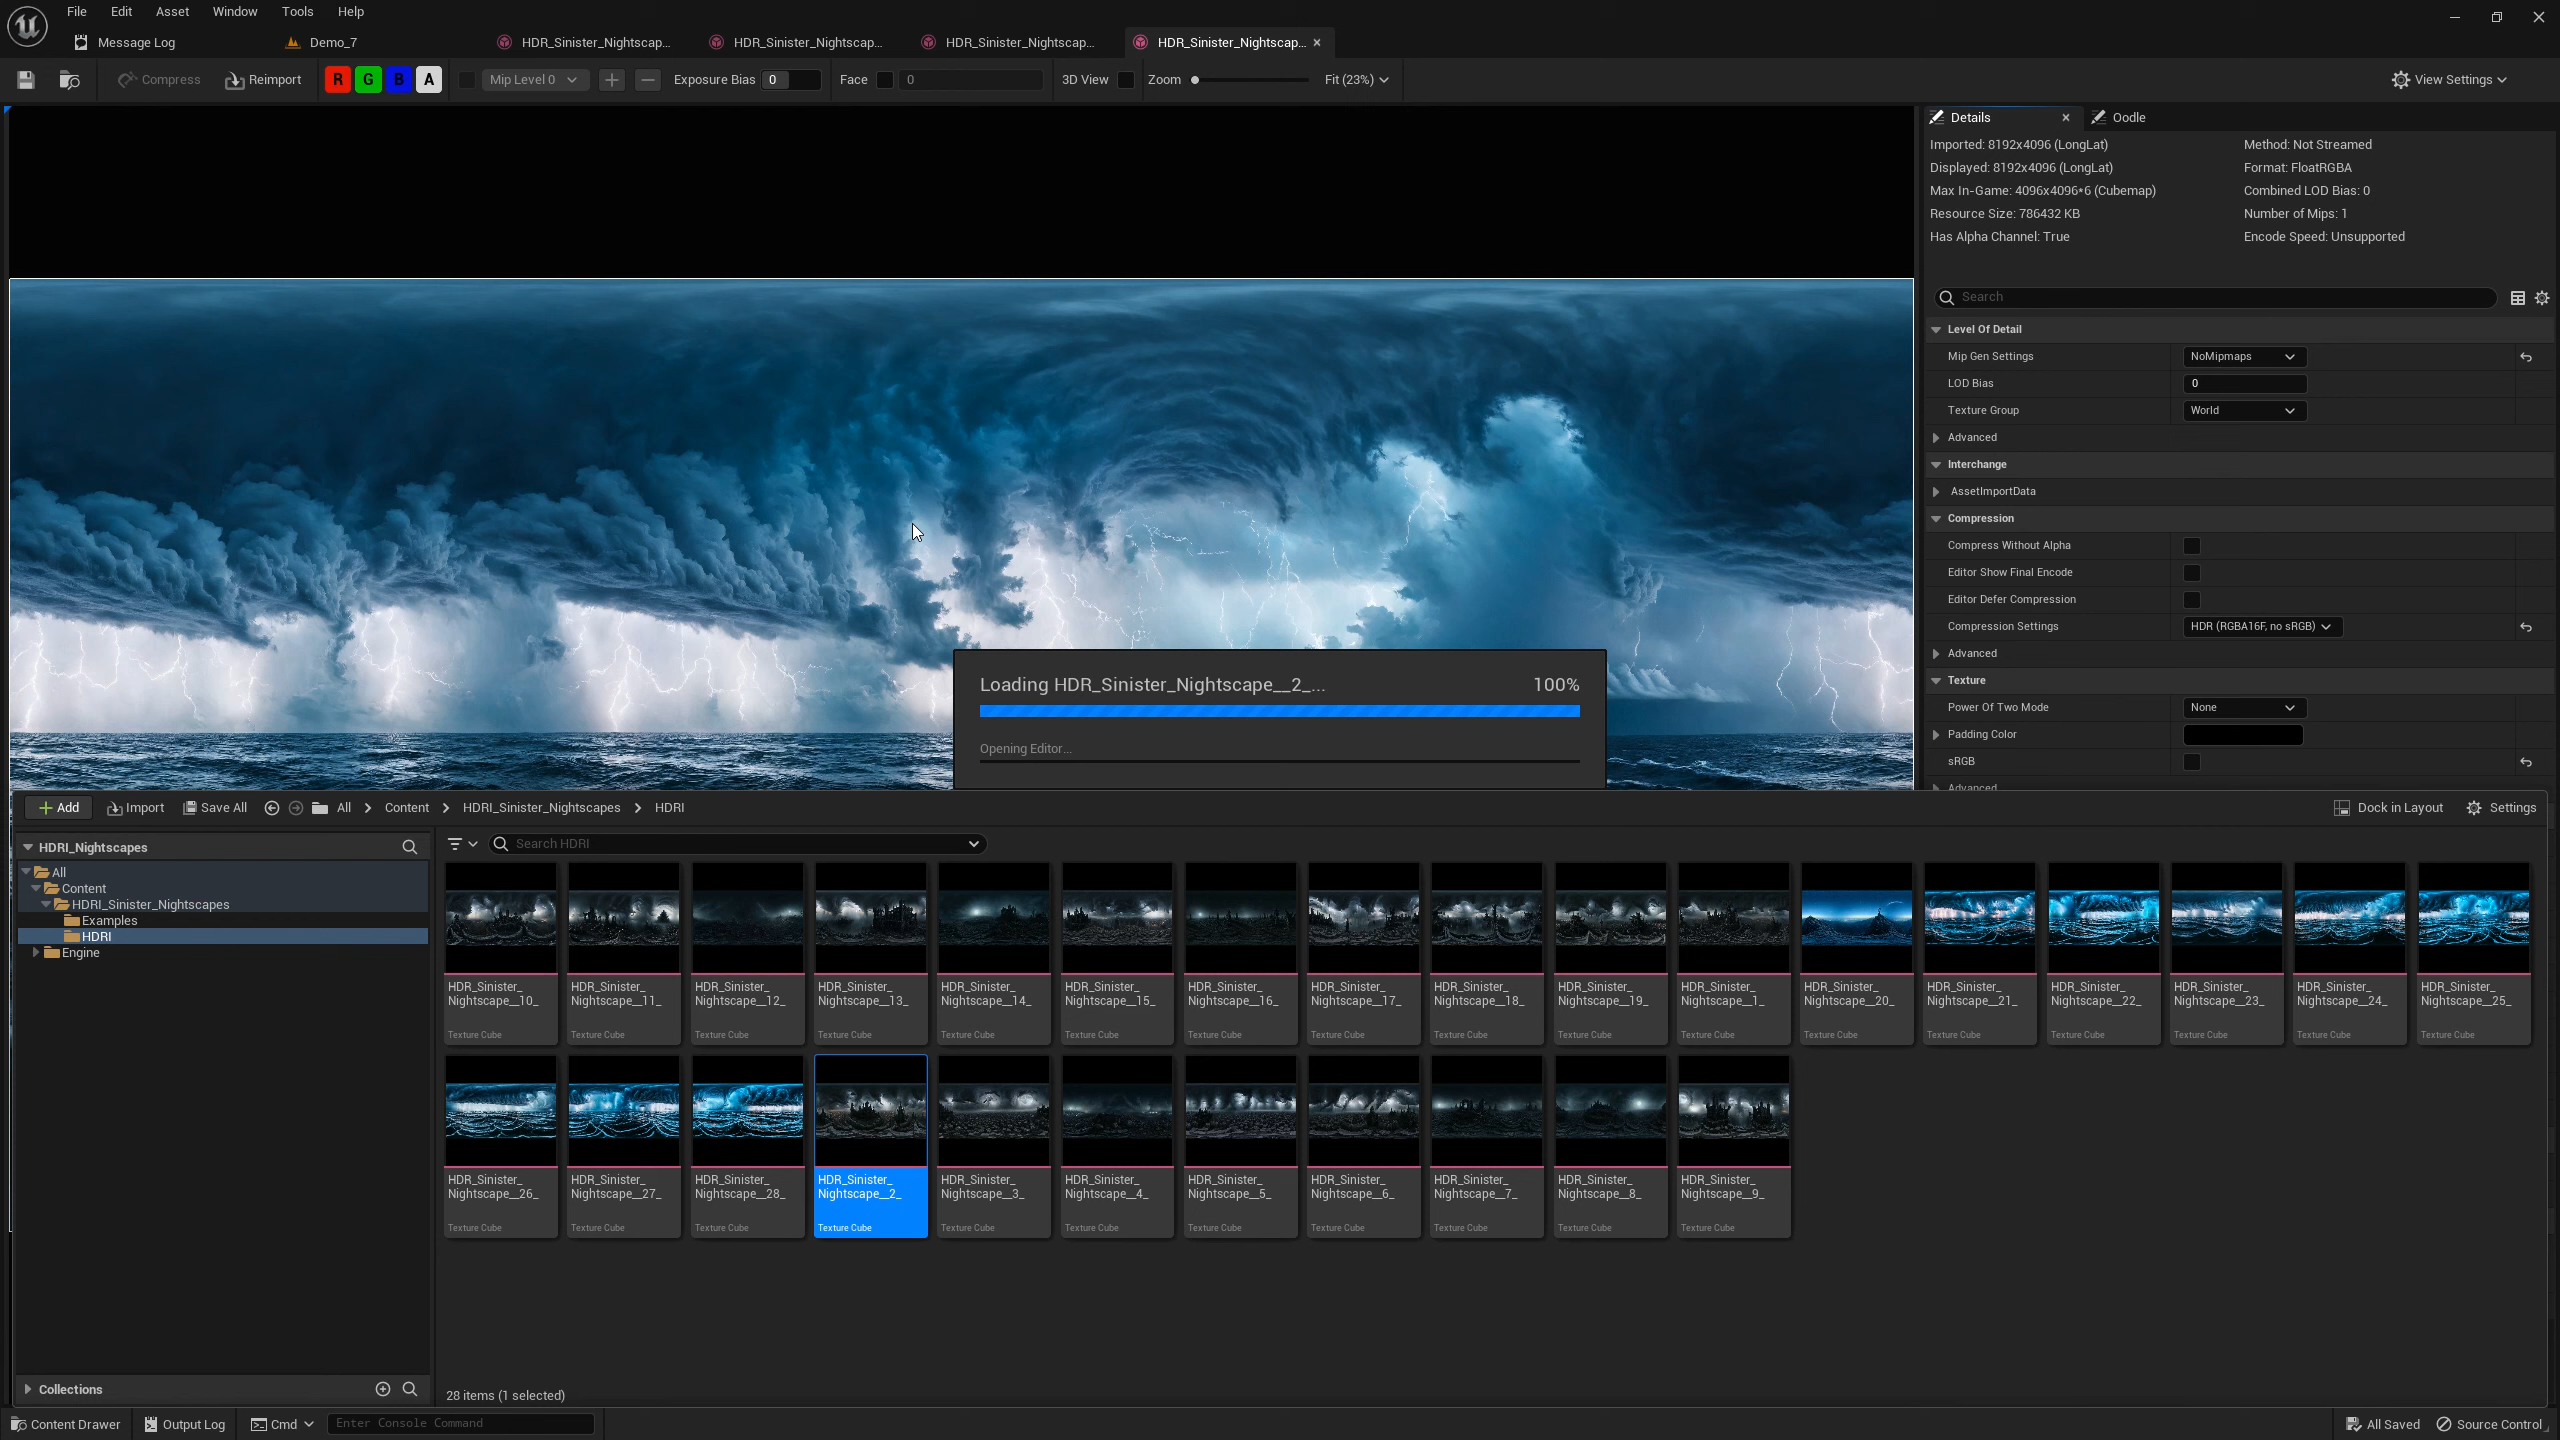 File Edit Asset Window Tools Help
Message Log
Demo_7
HDR_Sinister_Nightscap...
HDR_Sinister_Nightscap...
HDR_Sinister_Nightscap...
HDR_Sinister_Nightscap...
Compress
Reimport
R G B A
Mip Level 0
Exposure Bias 0
Face 0
3D View
Zoom
Fit (23%)
View Settings
Details
Oodle
Imported: 8192x4096 (LongLat)
Method: Not Streamed
Displayed: 8192x4096 (LongLat)
Format: FloatRGBA
Max In-Game: 4096x4096*6 (Cubemap)
Combined LOD Bias: 0
Resource Size: 786432 KB
Number of Mips: 1
Has Alpha Channel: True
Encode Speed: Unsupported
Search
Level Of Detail
Mip Gen Settings NoMipmaps
LOD Bias 0
Texture Group World
Advanced
Interchange
AssetImportData
Compression
Compress Without Alpha
Editor Show Final Encode
Editor Defer Compression
Compression Settings HDR (RGBA16F, no sRGB)
Advanced
Texture
Power Of Two Mode None
Padding Color
sRGB
Advanced
Loading HDR_Sinister_Nightscape__2_... 100%
Opening Editor...
Add Import Save All All Content HDRI_Sinister_Nightscapes HDRI
Dock in Layout Settings
HDRI_Nightscapes
All
Content
HDRI_Sinister_Nightscapes
Examples
HDRI
Engine
Search HDRI
HDR_Sinister_
Nightscape__10_
Texture Cube
HDR_Sinister_
Nightscape__11_
Texture Cube
HDR_Sinister_
Nightscape__12_
Texture Cube
HDR_Sinister_
Nightscape__13_
Texture Cube
HDR_Sinister_
Nightscape__14_
Texture Cube
HDR_Sinister_
Nightscape__15_
Texture Cube
HDR_Sinister_
Nightscape__16_
Texture Cube
HDR_Sinister_
Nightscape__17_
Texture Cube
HDR_Sinister_
Nightscape__18_
Texture Cube
HDR_Sinister_
Nightscape__19_
Texture Cube
HDR_Sinister_
Nightscape__1_
Texture Cube
HDR_Sinister_
Nightscape__20_
Texture Cube
HDR_Sinister_
Nightscape__21_
Texture Cube
HDR_Sinister_
Nightscape__22_
Texture Cube
HDR_Sinister_
Nightscape__23_
Texture Cube
HDR_Sinister_
Nightscape__24_
Texture Cube
HDR_Sinister_
Nightscape__25_
Texture Cube
HDR_Sinister_
Nightscape__26_
Texture Cube
HDR_Sinister_
Nightscape__27_
Texture Cube
HDR_Sinister_
Nightscape__28_
Texture Cube
HDR_Sinister_
Nightscape__2_
Texture Cube
HDR_Sinister_
Nightscape__3_
Texture Cube
HDR_Sinister_
Nightscape__4_
Texture Cube
HDR_Sinister_
Nightscape__5_
Texture Cube
HDR_Sinister_
Nightscape__6_
Texture Cube
HDR_Sinister_
Nightscape__7_
Texture Cube
HDR_Sinister_
Nightscape__8_
Texture Cube
HDR_Sinister_
Nightscape__9_
Texture Cube
Collections
28 items (1 selected)
Content Drawer Output Log Cmd Enter Console Command
All Saved Source Control